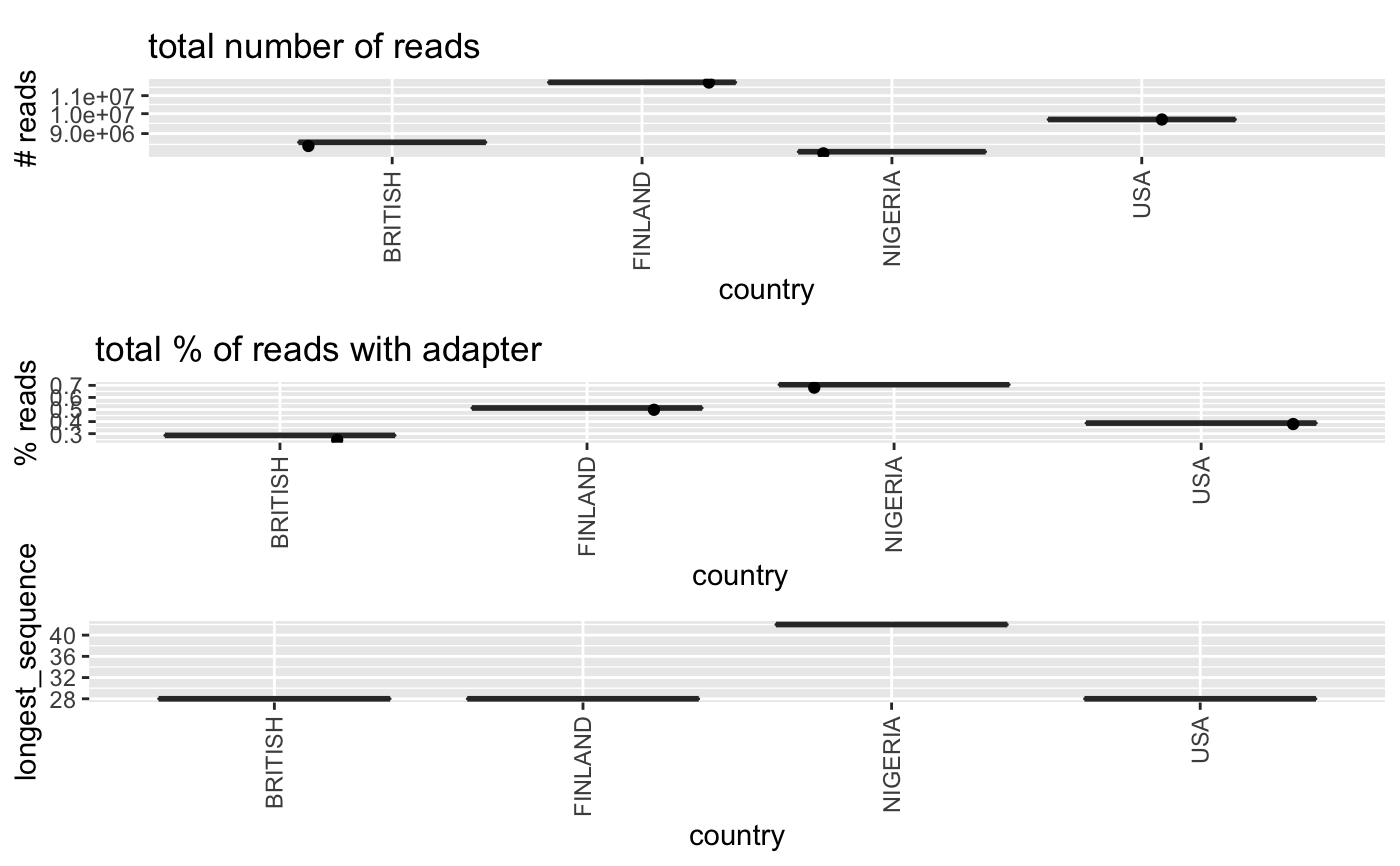 total number of reads
# reads
1.1e+07
1.0e+07
9.0e+06
BRITISH
FINLAND
NIGERIA
USA
country
total % of reads with adapter
% reads
0.7
0.6
0.5
0.4
0.3
BRITISH
FINLAND
NIGERIA
USA
country
longest_sequence
40
36
32
28
BRITISH
FINLAND
NIGERIA
USA
country